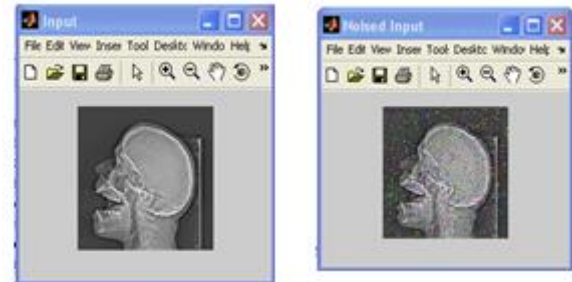 Input
File Edit View Inser Tool Desktc Windo Help
Noised Input
File Edit View Inser Tool Desktc Windo Help